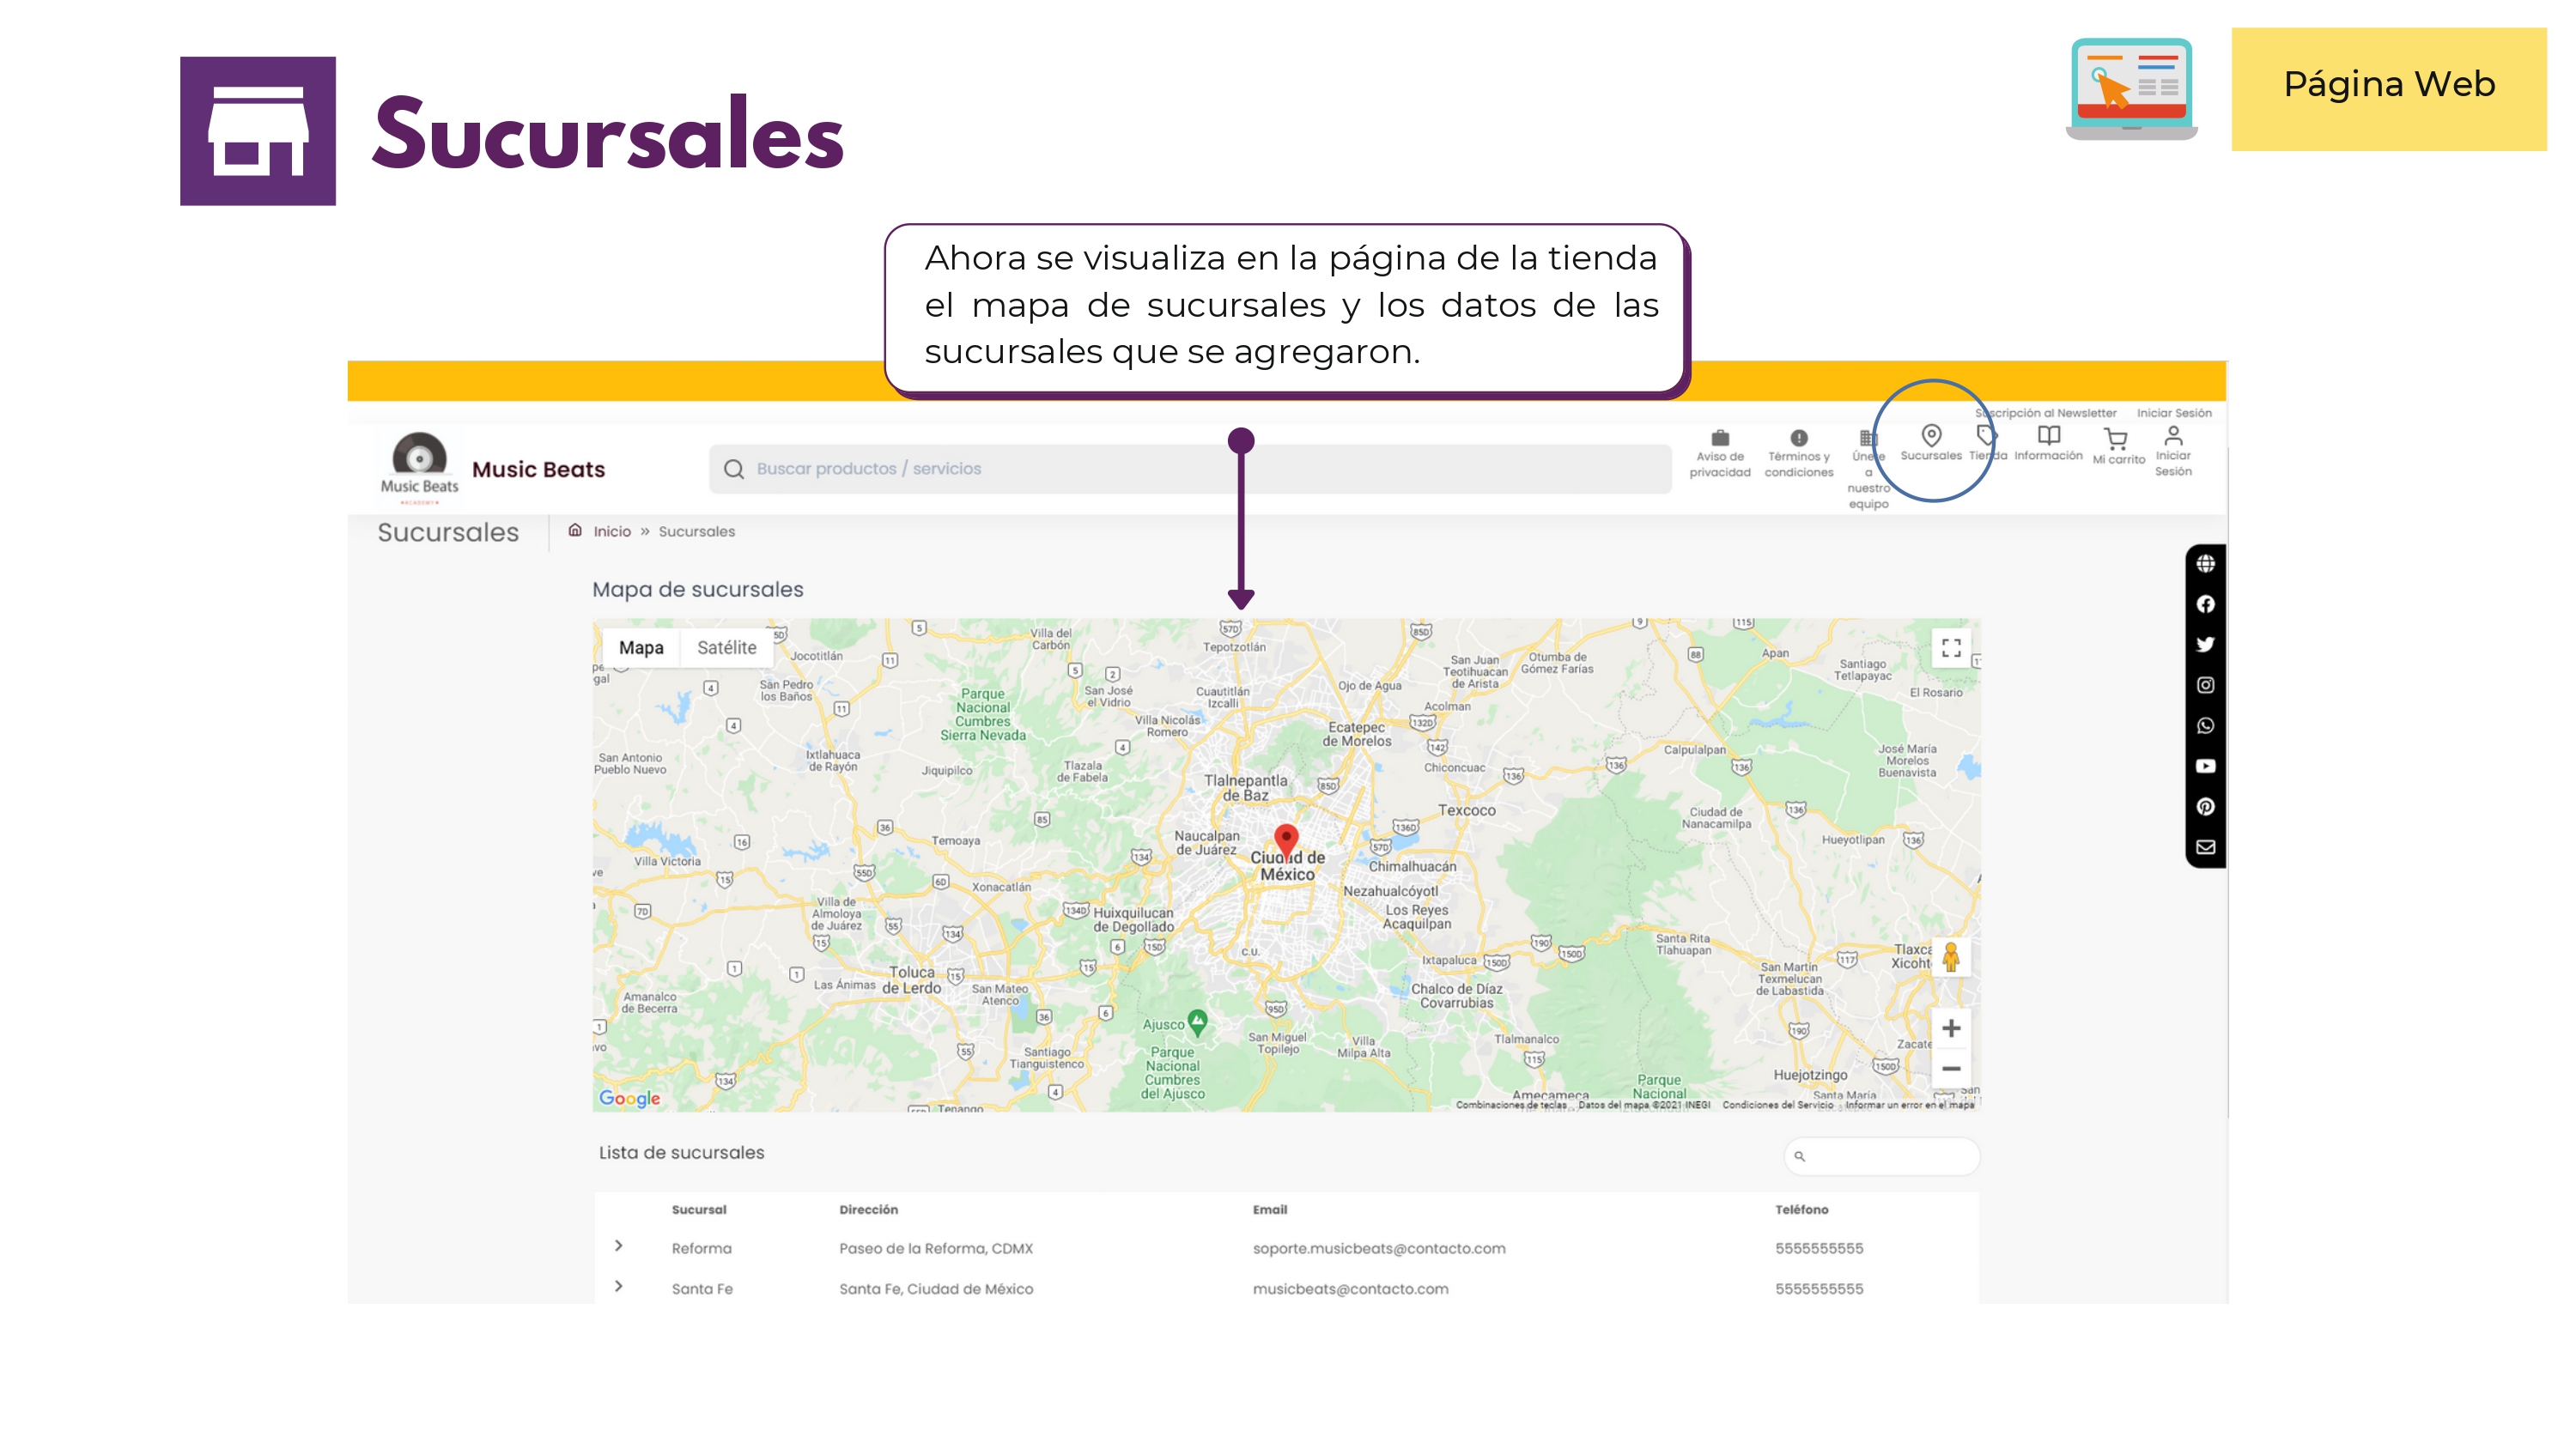 Sucursales
Página Web
Ahora se visualiza en la página de la tienda
el mapa de sucursales y los datos de las
sucursales que se agregaron.
Suscripción al Newsletter
Iniciar Sesión
Music Beats
ACADEMY
Music Beats
Buscar productos / servicios
Aviso de
privacidad
Términos y
condiciones
Únete
a
nuestro
equipo
Sucursales
Tienda
Información
Mi carrito
Iniciar
Sesión
Sucursales
Inicio » Sucursales
Mapa de sucursales
Mapa
Satélite
Jocotitlán
San Pedro
los Baños
Villa del
Carbón
Tepotzotlán
San Juan
Teotihuacan
de Arista
Otumba de
Gómez Farías
Apan
Santiago
Tetlapayac
El Rosario
Parque
Nacional
Cumbres
Sierra Nevada
San José
el Vidrio
Cuautitlán
Izcalli
Ojo de Agua
Acolman
Villa Nicolás
Romero
Ecatepec
de Morelos
San Antonio
Pueblo Nuevo
Ixtlahuaca
de Rayón
Jiquipilco
Tlazala
de Fabela
Chiconcuac
Calpulalpan
José María
Morelos
Buenavista
Tlalnepantla
de Baz
Texcoco
Ciudad de
Nanacamilpa
Hueyotlipan
Temoaya
Naucalpan
de Juárez
Villa Victoria
Ciudad de
México
Chimalhuacán
Xonacatlán
Nezahualcóyotl
Villa de
Almoloya
de Juárez
Huixquilucan
de Degollado
Los Reyes
Acaquilpan
C.U.
Santa Rita
Tlahuapan
Tlaxca
Xicoht
Ixtapaluca
San Martín
Texmelucan
de Labastida
Las Ánimas
Toluca
de Lerdo
San Mateo
Atenco
Chalco de Díaz
Covarrubias
Amanalco
de Becerra
Ajusco
San Miguel
Topilejo
Villa
Milpa Alta
Tlalmanalco
Zacate
Santiago
Tianguistenco
Parque
Nacional
Cumbres
del Ajusco
Parque
Nacional
Huejotzingo
Amecameca
Santa María
Tenango
Google
Combinaciones de teclas
Datos del mapa ©2021 INEGI
Condiciones del Servicio
Informar un error en el mapa
Lista de sucursales
Sucursal Dirección Email Teléfono
Reforma Paseo de la Reforma, CDMX soporte.musicbeats@contacto.com 5555555555
Santa Fe Santa Fe, Ciudad de México musicbeats@contacto.com 5555555555